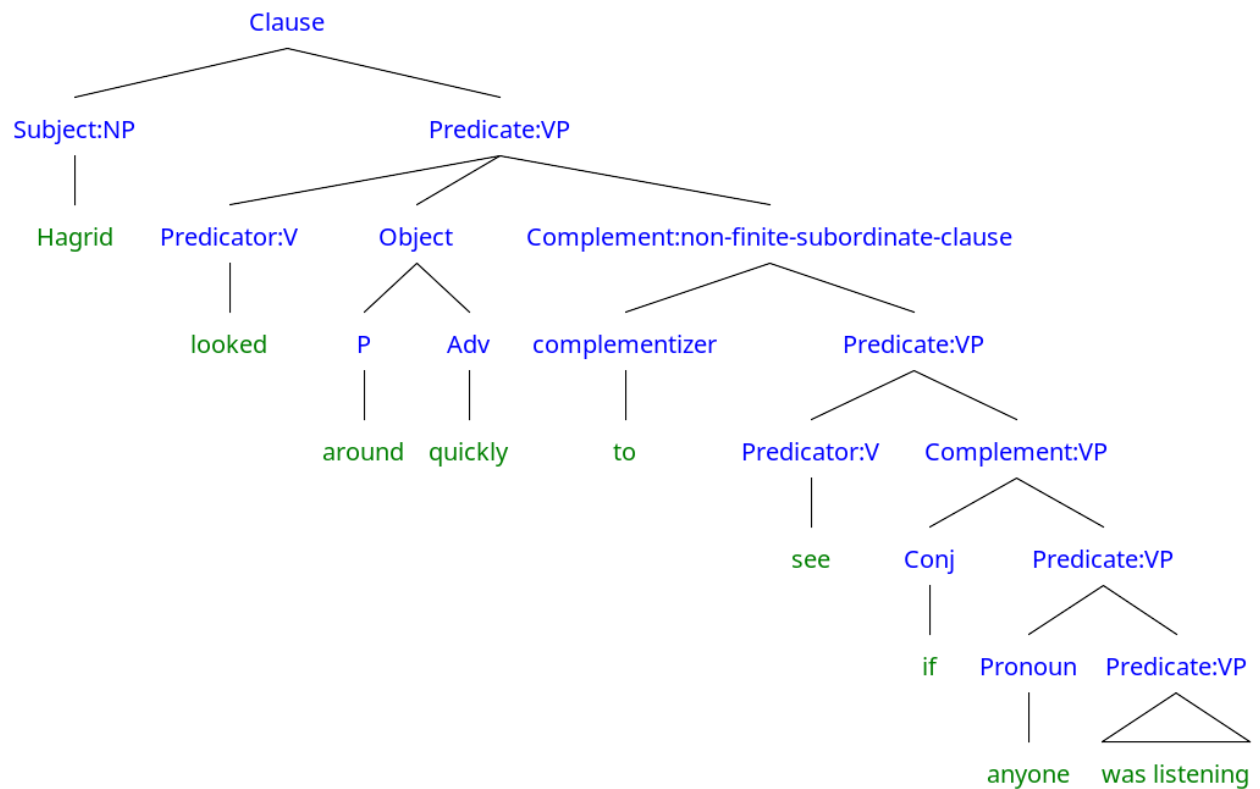 Clause
Subject:NP Predicate:VP
Hagrid Predicator:V Object Complement:non-finite-subordinate-clause
looked P Adv complementizer Predicate:VP
around quickly to Predicator:V Complement:VP
see Conj Predicate:VP
if Pronoun Predicate:VP
anyone was listening